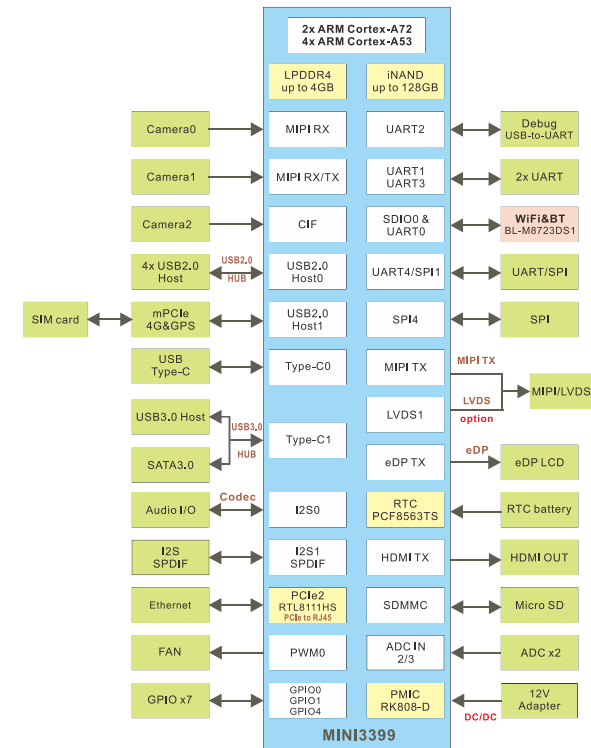 2x ARM Cortex-A72
4x ARM Cortex-A53
LPDDR4
up to 4GB
iNAND
up to 128GB
Camera0
MIPI RX
UART2
Debug
USB-to-UART
Camera1
MIPI RX/TX
UART1
UART3
2x UART
Camera2
CIF
SDIO0 &
UART0
WiFi&BT
BL-M8723DS1
4x USB2.0
Host
USB2.0
HUB
USB2.0
Host0
UART4/SPI1
UART/SPI
SIM card
mPCIe
4G&GPS
USB2.0
Host1
SPI4
SPI
USB
Type-C
Type-C0
MIPI TX
MIPI TX
LVDS
option
MIPI/LVDS
USB3.0 Host
SATA3.0
USB3.0
HUB
Type-C1
LVDS1
eDP TX
eDP
eDP LCD
Audio I/O
Codec
I2S0
RTC
PCF8563TS
RTC battery
I2S
SPDIF
I2S1
SPDIF
HDMI TX
HDMI OUT
Ethernet
PCIe2
RTL8111HS
PCIe to RJ45
SDMMC
Micro SD
FAN
PWM0
ADC IN
2/3
ADC x2
GPIO x7
GPIO0
GPIO1
GPIO4
PMIC
RK808-D
DC/DC
12V
Adapter
MINI3399